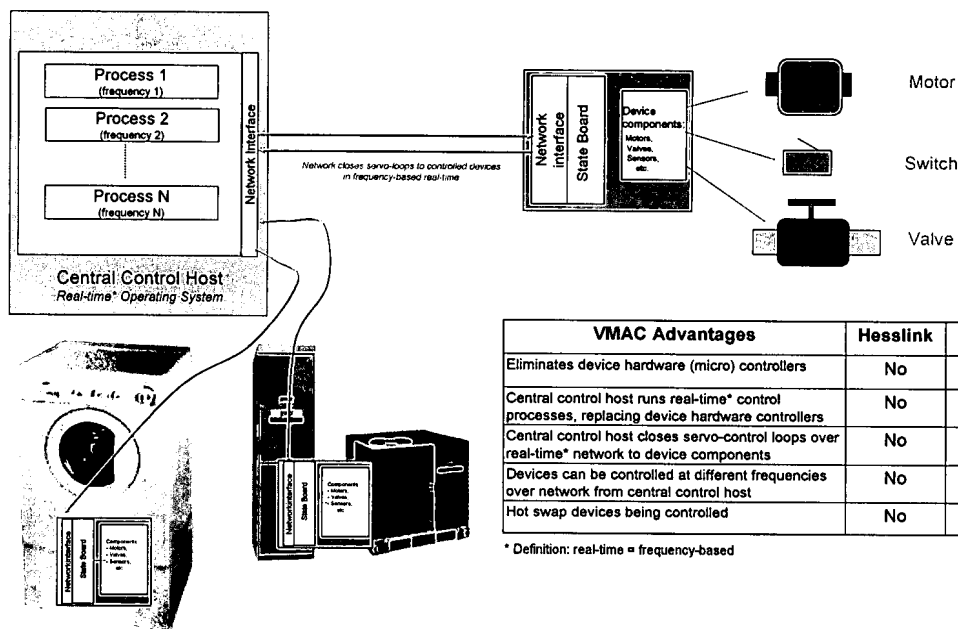 Process 1
(frequency 1)
Process 2
(frequency 2)
Process N
(frequency N)
Network Interface
Central Control Host
Real-time* Operating System
Network closes servo-loops to controlled devices
in frequency-based real-time
Network
interface
State Board
Device
components:
Motors,
Valves,
Sensors,
etc.
Motor
Switch
Valve
NetworkInterface
State Board
Components
- Motors,
- Valves,
- Sensors,
etc
NetworkInterface
State Board
Components
- Motors,
- Valves,
- Sensors,
etc
VMAC Advantages
Hesslink
Eliminates device hardware (micro) controllers
No
Central control host runs real-time* control
processes, replacing device hardware controllers
No
Central control host closes servo-control loops over
real-time* network to device components
No
Devices can be controlled at different frequencies
over network from central control host
No
Hot swap devices being controlled
No
* Definition: real-time = frequency-based